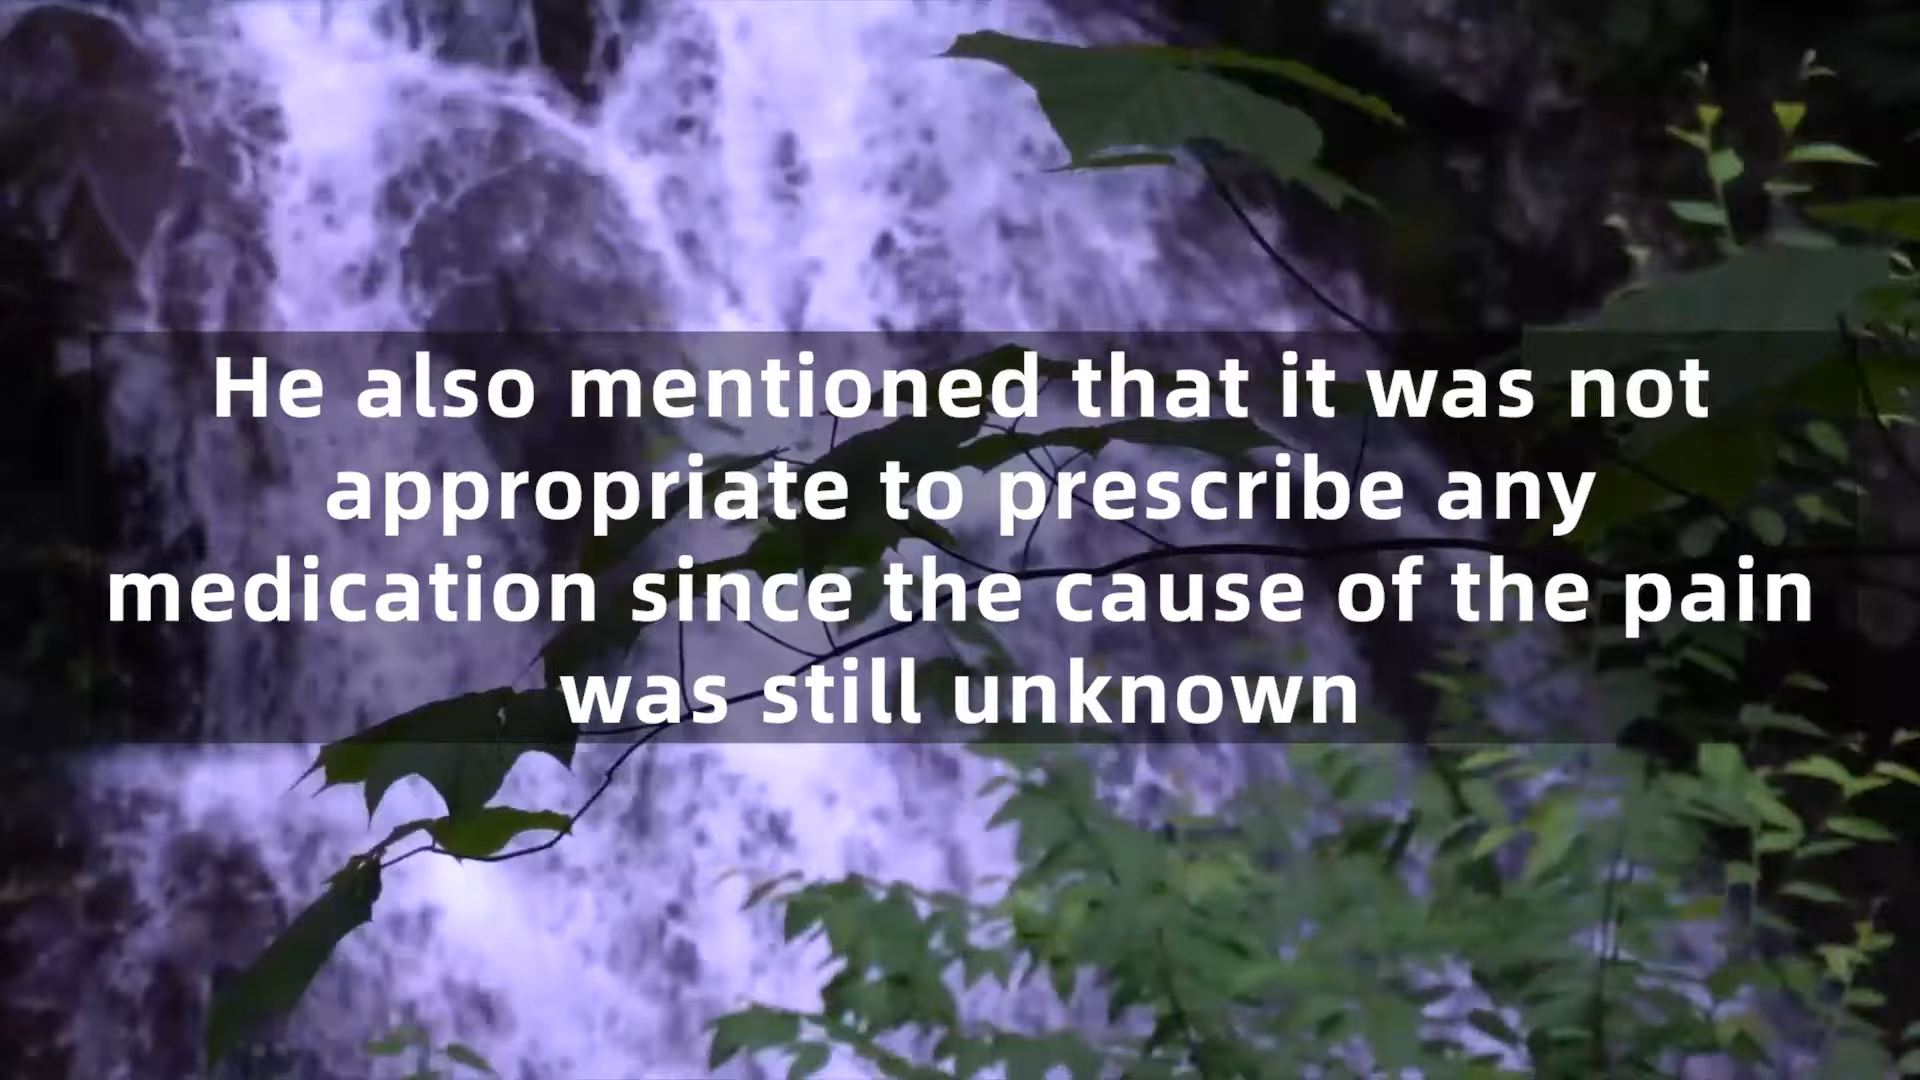 He also mentioned that it was not
appropriate to prescribe any
medication since the cause of the pain
was still unknown